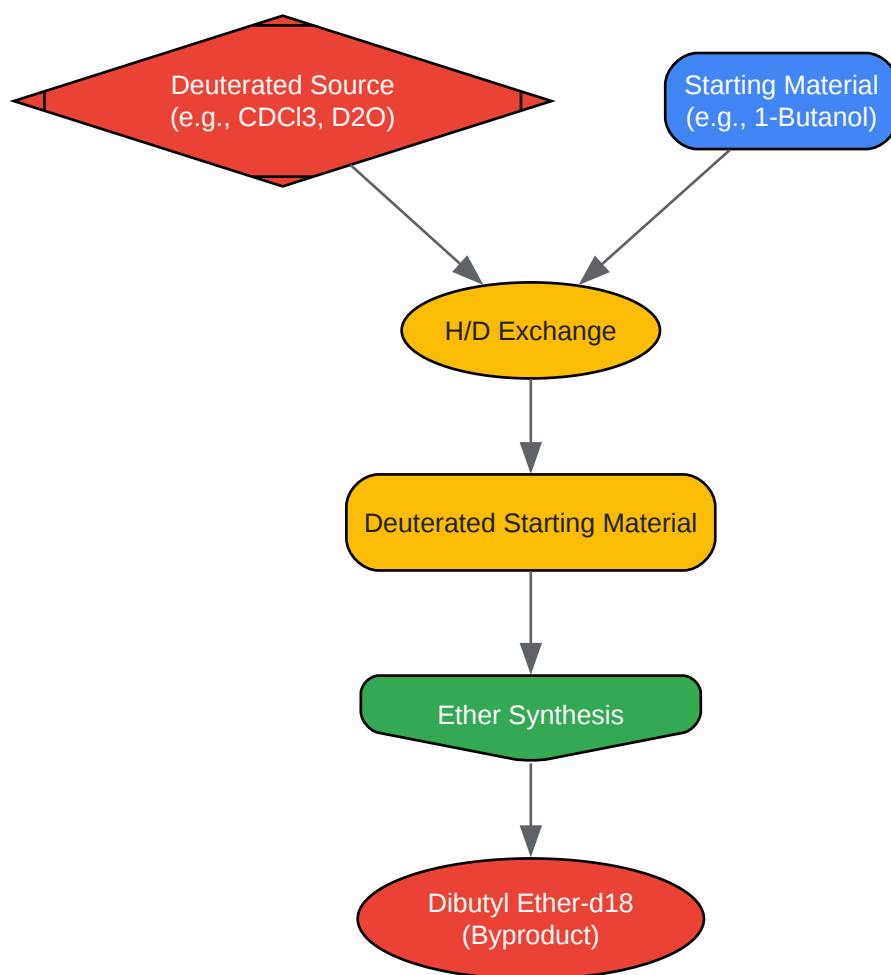 Deuterated Source
(e.g., CDCl3, D2O)
Starting Material
(e.g., 1-Butanol)
H/D Exchange
Deuterated Starting Material
Ether Synthesis
Dibutyl Ether-d18
(Byproduct)